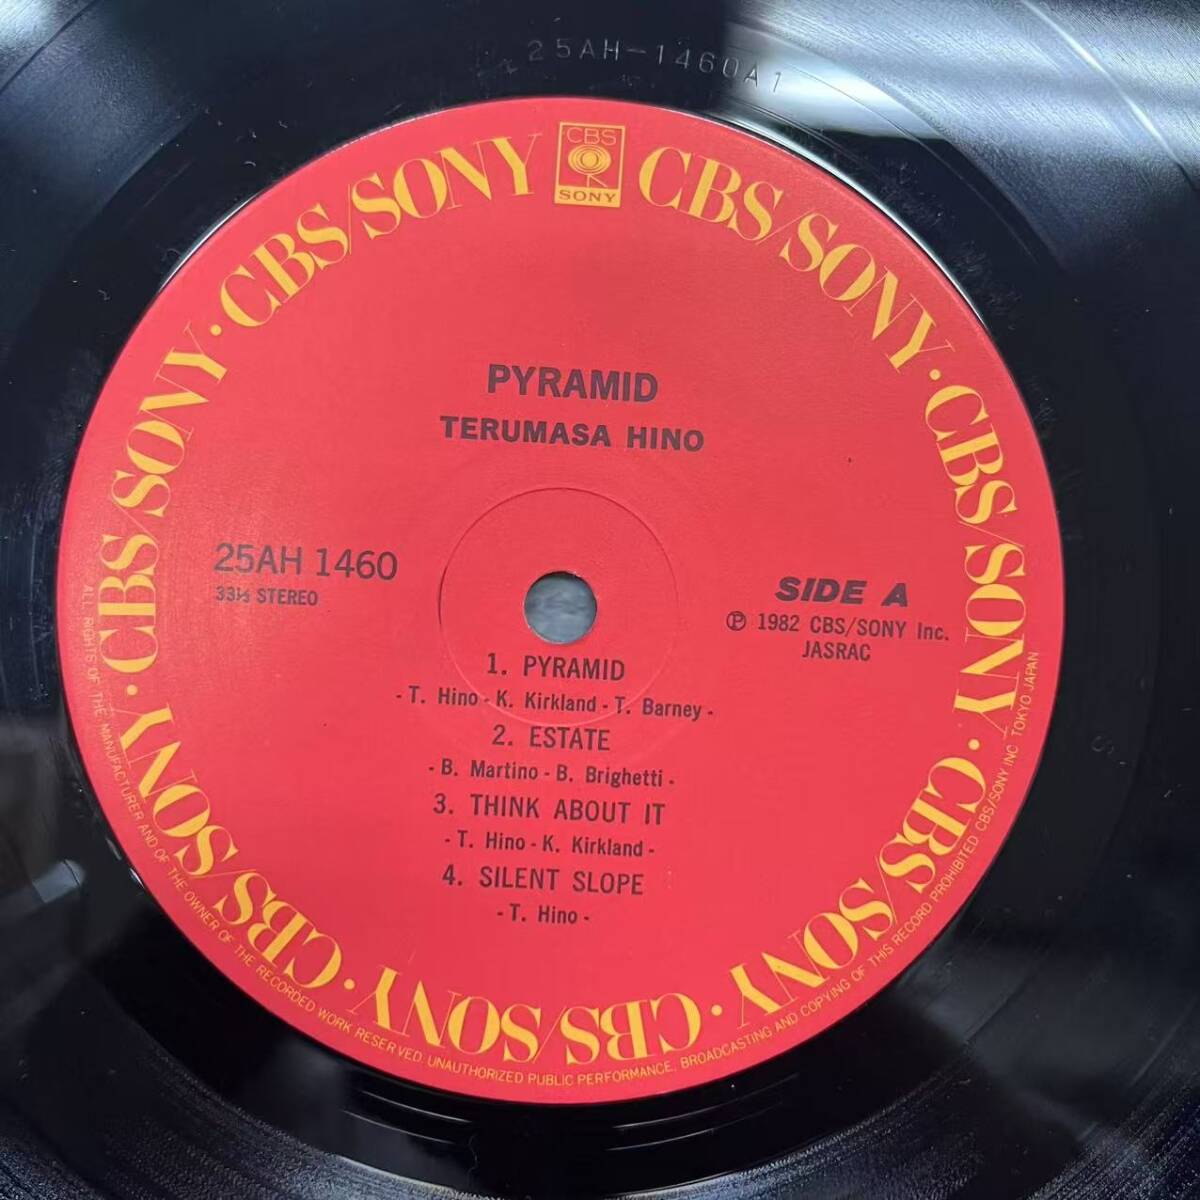 25AH-1460A1
CBS
SONY
CBS/SONY · CBS/SONY · CBS/SONY · CBS/SONY · CBS/SONY · CBS/SONY · CBS/SONY · CBS/SONY
PYRAMID
TERUMASA HINO
25AH 1460
33⅓ STEREO
SIDE A
Ⓟ 1982 CBS/SONY Inc.
JASRAC
1. PYRAMID
- T. Hino - K. Kirkland - T. Barney -
2. ESTATE
- B. Martino - B. Brighetti -
3. THINK ABOUT IT
- T. Hino - K. Kirkland -
4. SILENT SLOPE
- T. Hino -
ALL RIGHTS OF THE MANUFACTURER AND OF THE OWNER OF THE RECORDED WORK RESERVED. UNAUTHORIZED PUBLIC PERFORMANCE, BROADCASTING AND COPYING OF THIS RECORD PROHIBITED CBS/SONY INC TOKYO JAPAN